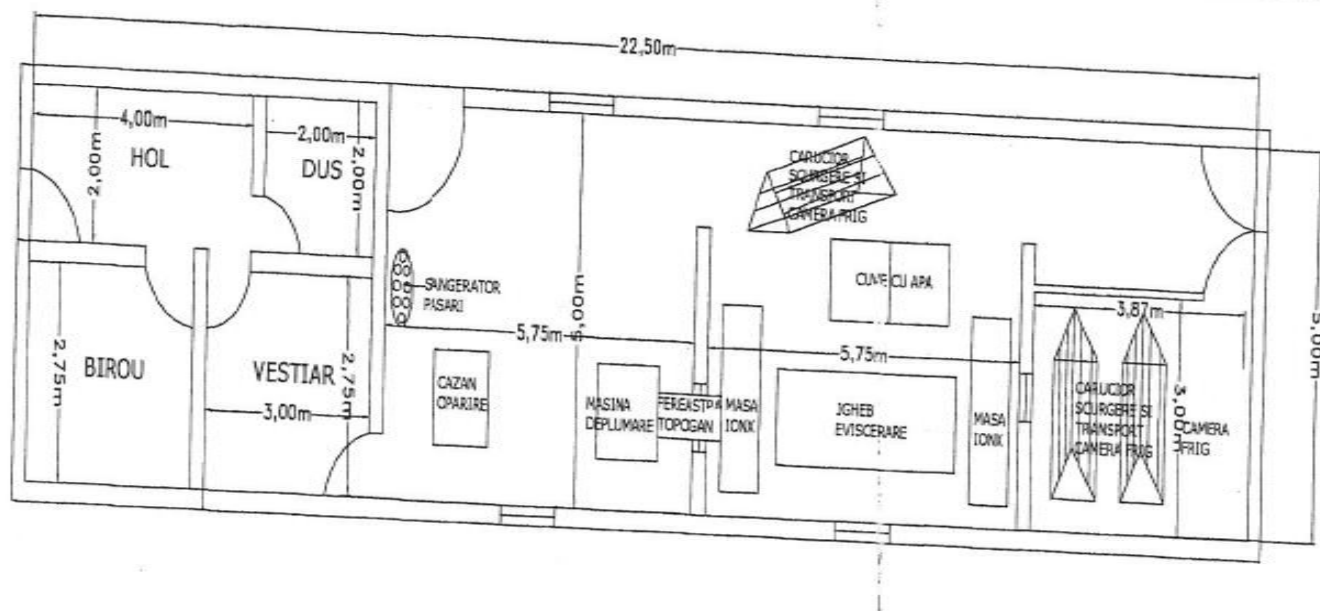 22,50m
4,00m
HOL
2,00m
2,00m
DUS
2,00m
BIROU
2,75m
VESTIAR
2,75m
3,00m
SANGERATOR
PASARI
5,00m
5,75m
CAZAN
OPARIRE
MASINA
DEPLUMARE
FEREASTRA
TOPOGAN
MASA
IONX
CARUCIOR
SCURGERE SI
TRANSPORT
CAMERA FRIG
CUVE CU APA
5,75m
JGHEB
EVISCERARE
MASA
IONX
3,87m
CARUCIOR
SCURGERE SI
TRANSPORT
CAMERA FRIG
3,00m
CAMERA
FRIG
5,00m